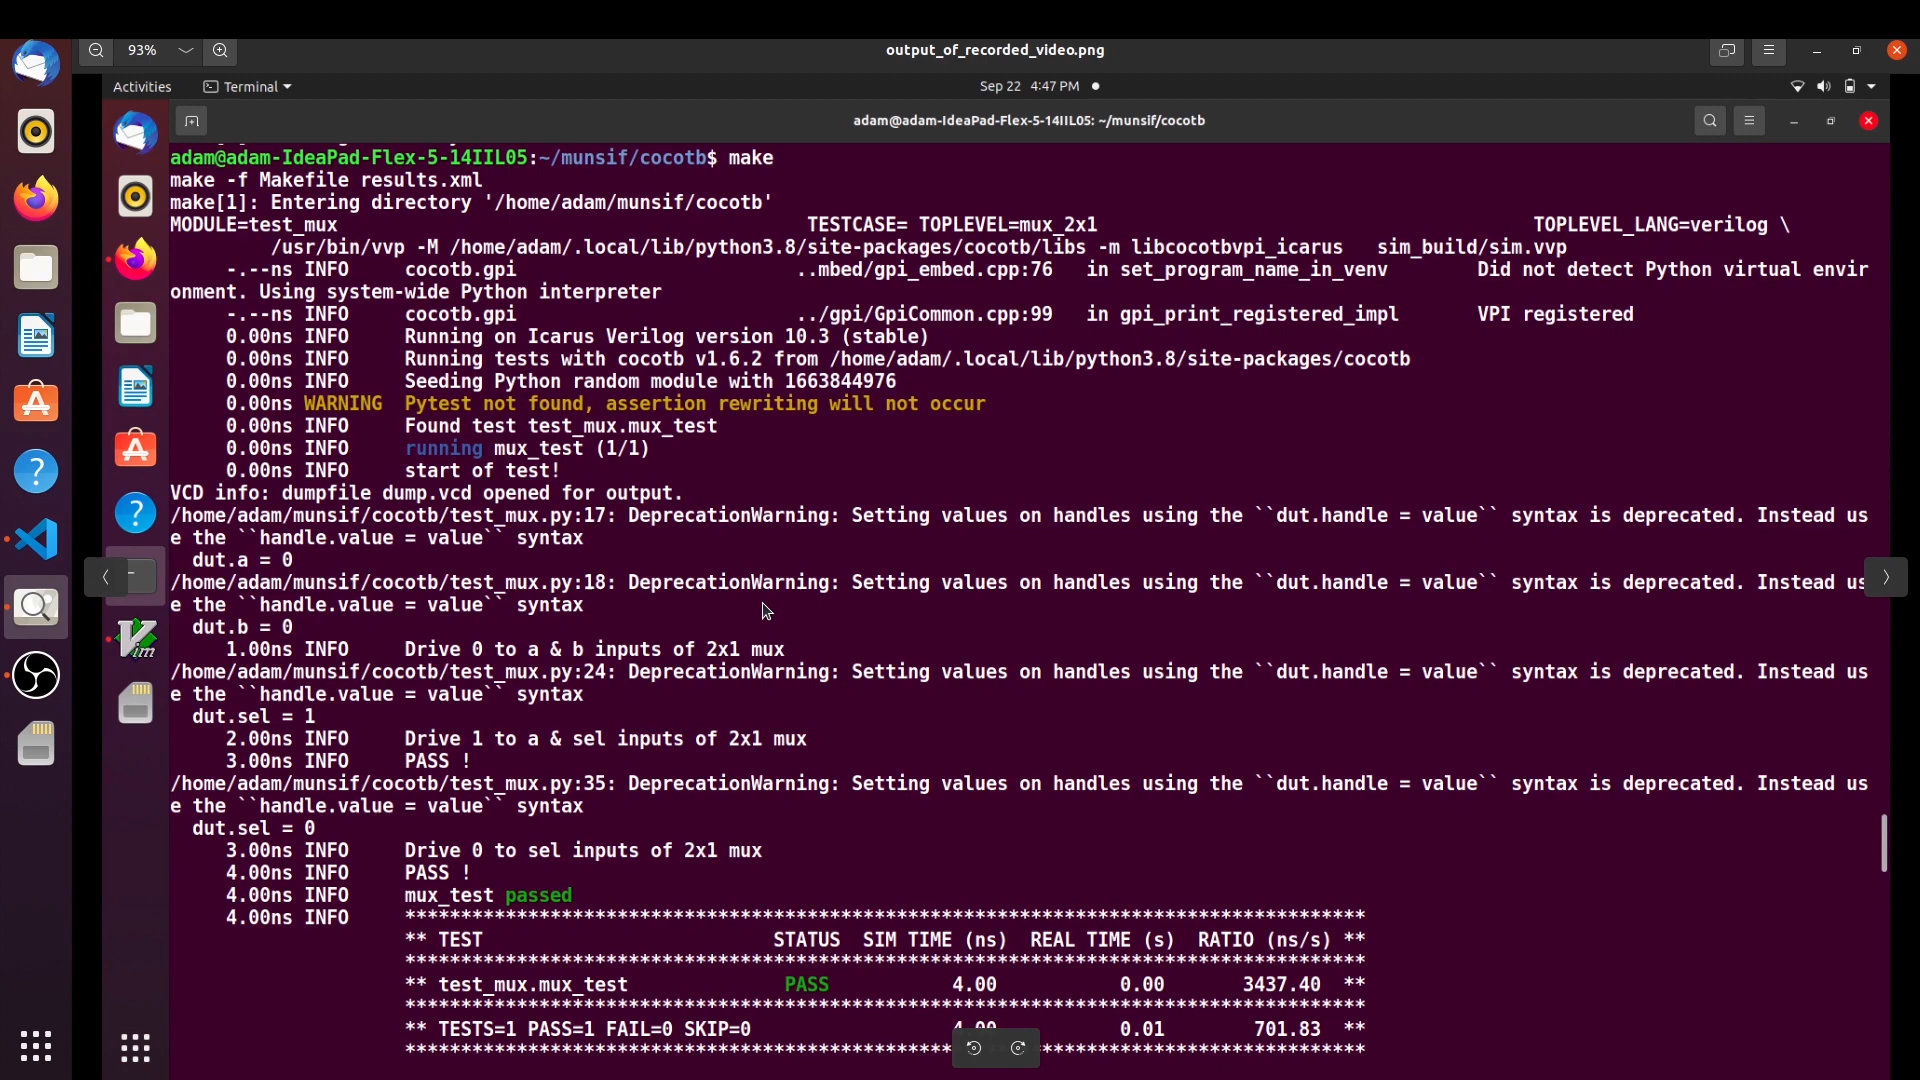 93%
output_of_recorded_video.png
Activities
Terminal
Sep 22 4:47 PM
adam@adam-IdeaPad-Flex-5-14IIL05: ~/munsif/cocotb
adam@adam-IdeaPad-Flex-5-14IIL05:~/munsif/cocotb$ make
make -f Makefile results.xml
make[1]: Entering directory '/home/adam/munsif/cocotb'
MODULE=test_mux TESTCASE= TOPLEVEL=mux_2x1 TOPLEVEL_LANG=verilog \
/usr/bin/vvp -M /home/adam/.local/lib/python3.8/site-packages/cocotb/libs -m libcocotbvpi_icarus sim_build/sim.vvp
-.--ns INFO cocotb.gpi ..mbed/gpi_embed.cpp:76 in set_program_name_in_venv Did not detect Python virtual envir
onment. Using system-wide Python interpreter
-.--ns INFO cocotb.gpi ../gpi/GpiCommon.cpp:99 in gpi_print_registered_impl VPI registered
0.00ns INFO Running on Icarus Verilog version 10.3 (stable)
0.00ns INFO Running tests with cocotb v1.6.2 from /home/adam/.local/lib/python3.8/site-packages/cocotb
0.00ns INFO Seeding Python random module with 1663844976
0.00ns WARNING Pytest not found, assertion rewriting will not occur
0.00ns INFO Found test test_mux.mux_test
0.00ns INFO running mux_test (1/1)
0.00ns INFO start of test!
VCD info: dumpfile dump.vcd opened for output.
/home/adam/munsif/cocotb/test_mux.py:17: DeprecationWarning: Setting values on handles using the ``dut.handle = value`` syntax is deprecated. Instead us
e the ``handle.value = value`` syntax
dut.a = 0
/home/adam/munsif/cocotb/test_mux.py:18: DeprecationWarning: Setting values on handles using the ``dut.handle = value`` syntax is deprecated. Instead us
e the ``handle.value = value`` syntax
dut.b = 0
1.00ns INFO Drive 0 to a & b inputs of 2x1 mux
/home/adam/munsif/cocotb/test_mux.py:24: DeprecationWarning: Setting values on handles using the ``dut.handle = value`` syntax is deprecated. Instead us
e the ``handle.value = value`` syntax
dut.sel = 1
2.00ns INFO Drive 1 to a & sel inputs of 2x1 mux
3.00ns INFO PASS !
/home/adam/munsif/cocotb/test_mux.py:35: DeprecationWarning: Setting values on handles using the ``dut.handle = value`` syntax is deprecated. Instead us
e the ``handle.value = value`` syntax
dut.sel = 0
3.00ns INFO Drive 0 to sel inputs of 2x1 mux
4.00ns INFO PASS !
4.00ns INFO mux_test passed
4.00ns INFO **************************************************************************************
** TEST STATUS SIM TIME (ns) REAL TIME (s) RATIO (ns/s) **
**************************************************************************************
** test_mux.mux_test PASS 4.00 0.00 3437.40 **
**************************************************************************************
** TESTS=1 PASS=1 FAIL=0 SKIP=0 4.00 0.01 701.83 **
**************************************************************************************